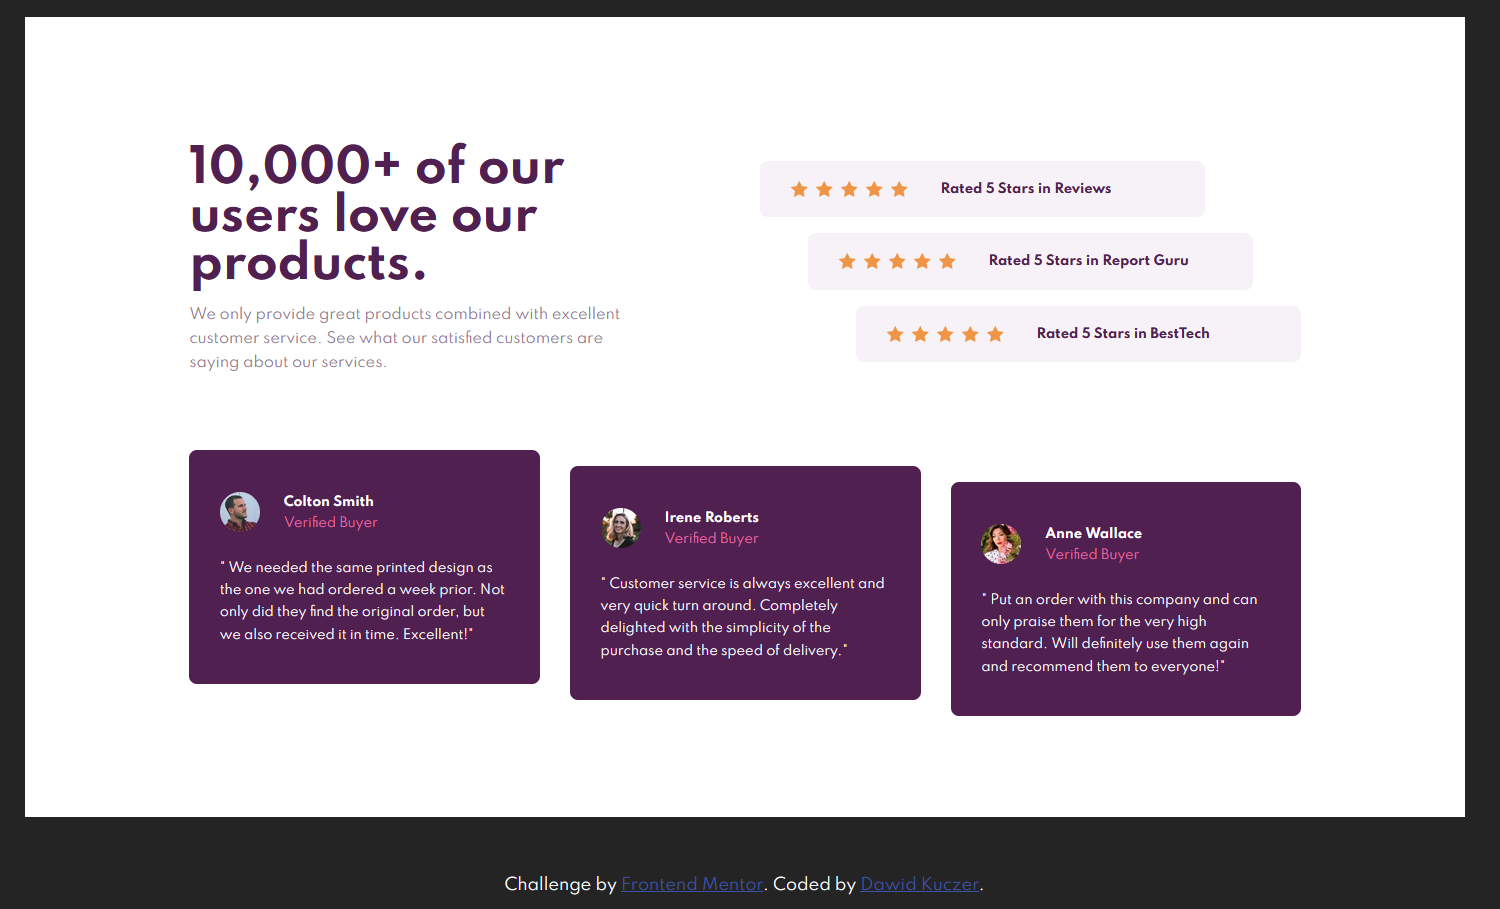 10,000+ of our
users love our
products.
We only provide great products combined with excellent
customer service. See what our satisfied customers are
saying about our services.
Rated 5 Stars in Reviews
Rated 5 Stars in Report Guru
Rated 5 Stars in BestTech
Colton Smith
Verified Buyer
" We needed the same printed design as
the one we had ordered a week prior. Not
only did they find the original order, but
we also received it in time. Excellent!"
Irene Roberts
Verified Buyer
" Customer service is always excellent and
very quick turn around. Completely
delighted with the simplicity of the
purchase and the speed of delivery."
Anne Wallace
Verified Buyer
" Put an order with this company and can
only praise them for the very high
standard. Will definitely use them again
and recommend them to everyone!"
Challenge by Frontend Mentor. Coded by Dawid Kuczer.